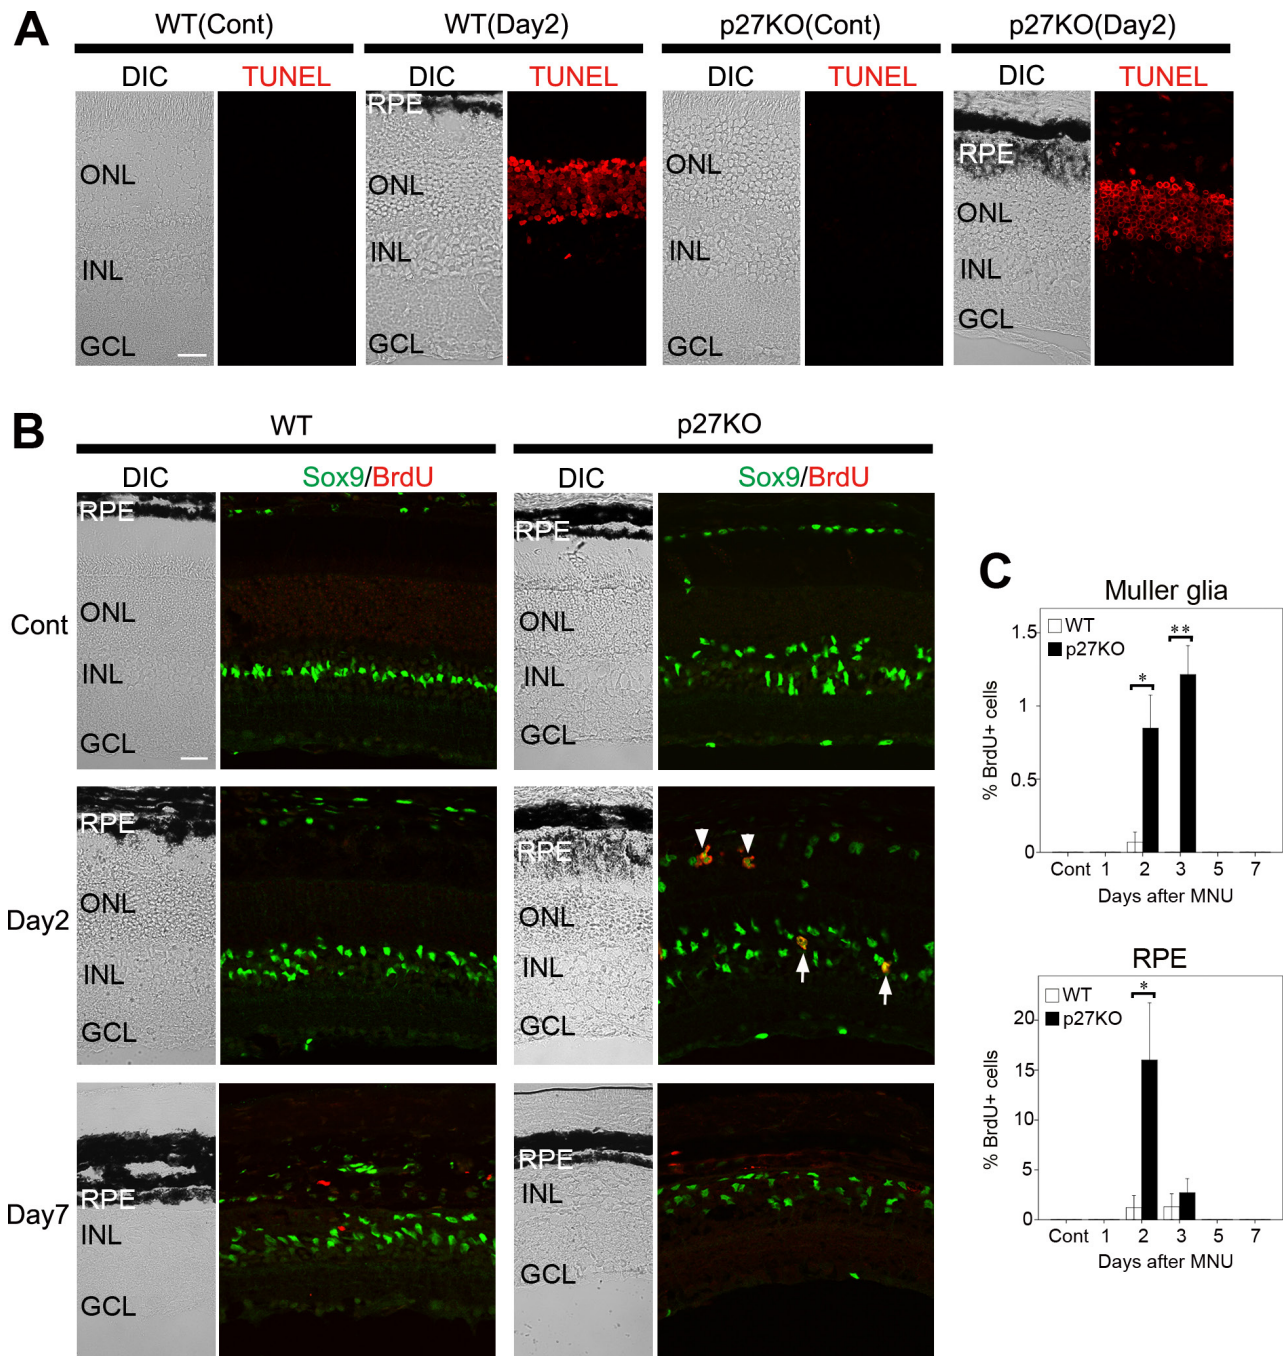 A
WT(Cont) WT(Day2) p27KO(Cont) p27KO(Day2)
DIC TUNEL DIC TUNEL DIC TUNEL DIC TUNEL
RPE
RPE
ONL ONL ONL ONL
INL INL INL INL
GCL GCL GCL GCL
B
WT p27KO
DIC Sox9/BrdU DIC Sox9/BrdU
RPE RPE
Cont
ONL ONL
INL INL
GCL GCL
RPE RPE
Day2
ONL ONL
INL INL
GCL GCL
Day7
RPE RPE
INL INL
GCL GCL
C
Muller glia
WT
p27KO
* **
1.5
1
0.5
0
% BrdU+ cells
Cont 1 2 3 5 7
Days after MNU
RPE
WT
p27KO
*
20
15
10
5
0
% BrdU+ cells
Cont 1 2 3 5 7
Days after MNU